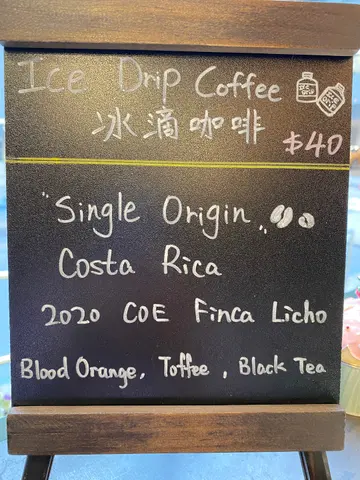 Ice Drip Coffee
冰滴咖啡
$40
"Single Origin"
Costa Rica
2020 COE Finca Licho
Blood Orange, Toffee, Black Tea